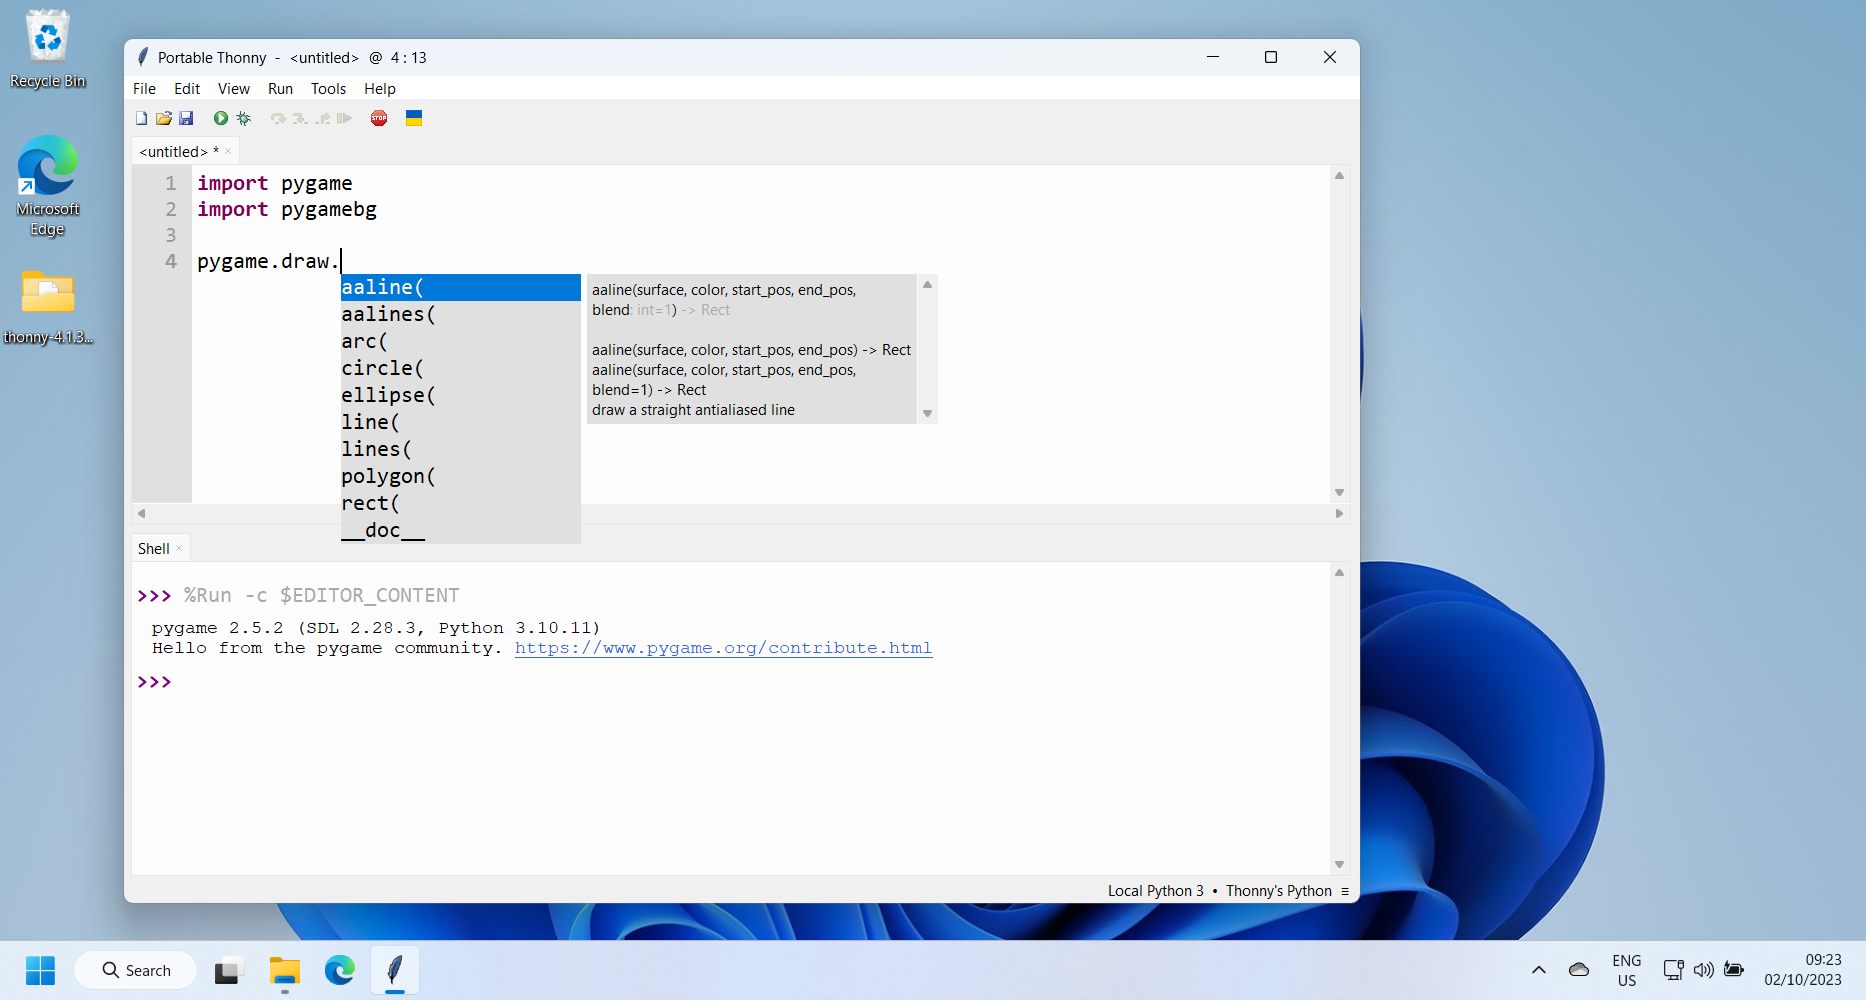 Recycle Bin
Microsoft
Edge
thonny-4.1.3...
Portable Thonny - <untitled> @ 4 : 13
File Edit View Run Tools Help
STOP
<untitled> * ×
1 import pygame
2 import pygamebg
3
4 pygame.draw.
aaline(
aalines(
arc(
circle(
ellipse(
line(
lines(
polygon(
rect(
__doc__
aaline(surface, color, start_pos, end_pos,
blend: int=1) -> Rect
aaline(surface, color, start_pos, end_pos) -> Rect
aaline(surface, color, start_pos, end_pos,
blend=1) -> Rect
draw a straight antialiased line
Shell ×
>>> %Run -c $EDITOR_CONTENT
pygame 2.5.2 (SDL 2.28.3, Python 3.10.11)
Hello from the pygame community. https://www.pygame.org/contribute.html
>>>
Local Python 3 • Thonny's Python ≡
Search
ENG
US
09:23
02/10/2023